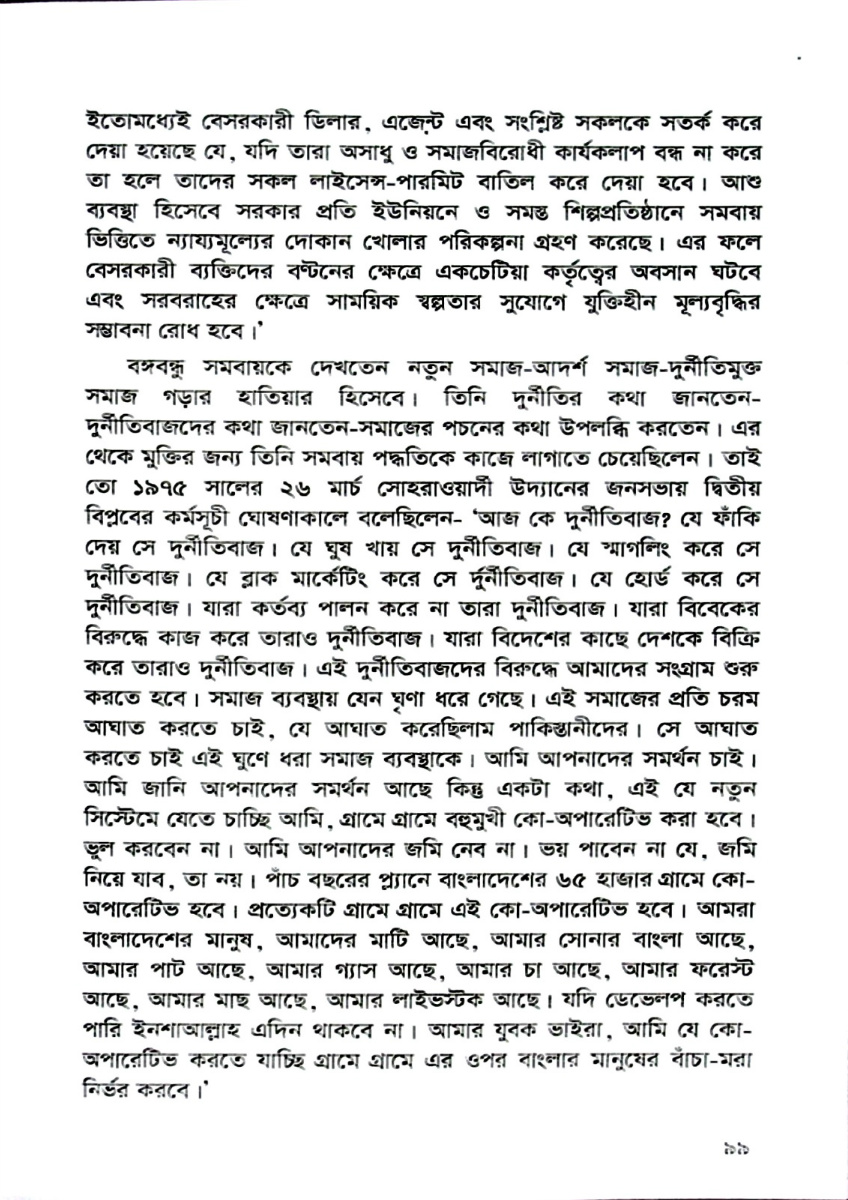 ইতোমধ্যেই বেসরকারী ডিলার, এজেন্ট এবং সংশ্লিষ্ট সকলকে সতর্ক করে
দেয়া হয়েছে যে, যদি তারা অসাধু ও সমাজবিরোধী কার্যকলাপ বন্ধ না করে
তা হলে তাদের সকল লাইসেন্স-পারমিট বাতিল করে দেয়া হবে। আশু
ব্যবস্থা হিসেবে সরকার প্রতি ইউনিয়নে ও সমস্ত শিল্পপ্রতিষ্ঠানে সমবায়
ভিত্তিতে ন্যায্যমূল্যের দোকান খোলার পরিকল্পনা গ্রহণ করেছে। এর ফলে
বেসরকারী ব্যক্তিদের বণ্টনের ক্ষেত্রে একচেটিয়া কর্তৃত্বের অবসান ঘটবে
এবং সরবরাহের ক্ষেত্রে সাময়িক স্বল্পতার সুযোগে যুক্তিহীন মূল্যবৃদ্ধির
সম্ভাবনা রোধ হবে।'
বঙ্গবন্ধু সমবায়কে দেখতেন নতুন সমাজ-আদর্শ সমাজ-দুর্নীতিমুক্ত
সমাজ গড়ার হাতিয়ার হিসেবে। তিনি দুর্নীতির কথা জানতেন-
দুর্নীতিবাজদের কথা জানতেন-সমাজের পচনের কথা উপলব্ধি করতেন। এর
থেকে মুক্তির জন্য তিনি সমবায় পদ্ধতিকে কাজে লাগাতে চেয়েছিলেন। তাই
তো ১৯৭৫ সালের ২৬ মার্চ সোহরাওয়ার্দী উদ্যানের জনসভায় দ্বিতীয়
বিপ্লবের কর্মসূচী ঘোষণাকালে বলেছিলেন- 'আজ কে দুর্নীতিবাজ? যে ফাঁকি
দেয় সে দুর্নীতিবাজ। যে ঘুষ খায় সে দুর্নীতিবাজ। যে স্মাগলিং করে সে
দুর্নীতিবাজ। যে ব্লাক মার্কেটিং করে সে র্দুর্নীতিবাজ। যে হোর্ড করে সে
দুর্নীতিবাজ। যারা কর্তব্য পালন করে না তারা দুর্নীতিবাজ। যারা বিবেকের
বিরুদ্ধে কাজ করে তারাও দুর্নীতিবাজ। যারা বিদেশের কাছে দেশকে বিক্রি
করে তারাও দুর্নীতিবাজ। এই দুর্নীতিবাজদের বিরুদ্ধে আমাদের সংগ্রাম শুরু
করতে হবে। সমাজ ব্যবস্থায় যেন ঘৃণা ধরে গেছে। এই সমাজের প্রতি চরম
আঘাত করতে চাই, যে আঘাত করেছিলাম পাকিস্তানীদের। সে আঘাত
করতে চাই এই ঘুণে ধরা সমাজ ব্যবস্থাকে। আমি আপনাদের সমর্থন চাই।
আমি জানি আপনাদের সমর্থন আছে কিন্তু একটা কথা, এই যে নতুন
সিস্টেমে যেতে চাচ্ছি আমি, গ্রামে গ্রামে বহুমুখী কো-অপারেটিভ করা হবে।
ভুল করবেন না। আমি আপনাদের জমি নেব না। ভয় পাবেন না যে, জমি
নিয়ে যাব, তা নয়। পাঁচ বছরের প্ল্যানে বাংলাদেশের ৬৫ হাজার গ্রামে কো-
অপারেটিভ হবে। প্রত্যেকটি গ্রামে গ্রামে এই কো-অপারেটিভ হবে। আমরা
বাংলাদেশের মানুষ, আমাদের মাটি আছে, আমার সোনার বাংলা আছে,
আমার পাট আছে, আমার গ্যাস আছে, আমার চা আছে, আমার ফরেস্ট
আছে, আমার মাছ আছে, আমার লাইভস্টক আছে। যদি ডেভেলপ করতে
পারি ইনশাআল্লাহ এদিন থাকবে না। আমার যুবক ভাইরা, আমি যে কো-
অপারেটিভ করতে যাচ্ছি গ্রামে গ্রামে এর ওপর বাংলার মানুষের বাঁচা-মরা
নির্ভর করবে।'
৯৯